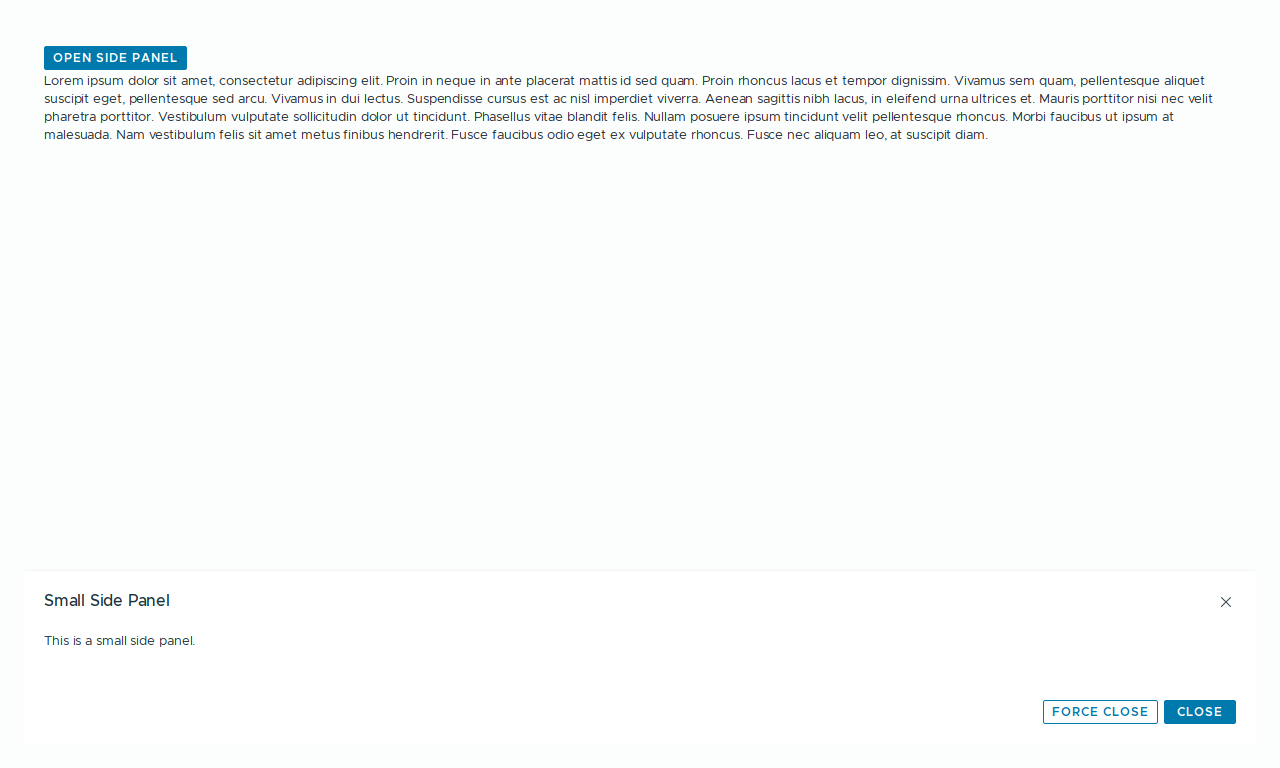 OPEN SIDE PANEL
Lorem ipsum dolor sit amet, consectetur adipiscing elit. Proin in neque in ante placerat mattis id sed quam. Proin rhoncus lacus et tempor dignissim. Vivamus sem quam, pellentesque aliquet
suscipit eget, pellentesque sed arcu. Vivamus in dui lectus. Suspendisse cursus est ac nisl imperdiet viverra. Aenean sagittis nibh lacus, in eleifend urna ultrices et. Mauris porttitor nisi nec velit
pharetra porttitor. Vestibulum vulputate sollicitudin dolor ut tincidunt. Phasellus vitae blandit felis. Nullam posuere ipsum tincidunt velit pellentesque rhoncus. Morbi faucibus ut ipsum at
malesuada. Nam vestibulum felis sit amet metus finibus hendrerit. Fusce faucibus odio eget ex vulputate rhoncus. Fusce nec aliquam leo, at suscipit diam.
Small Side Panel
This is a small side panel.
FORCE CLOSE CLOSE